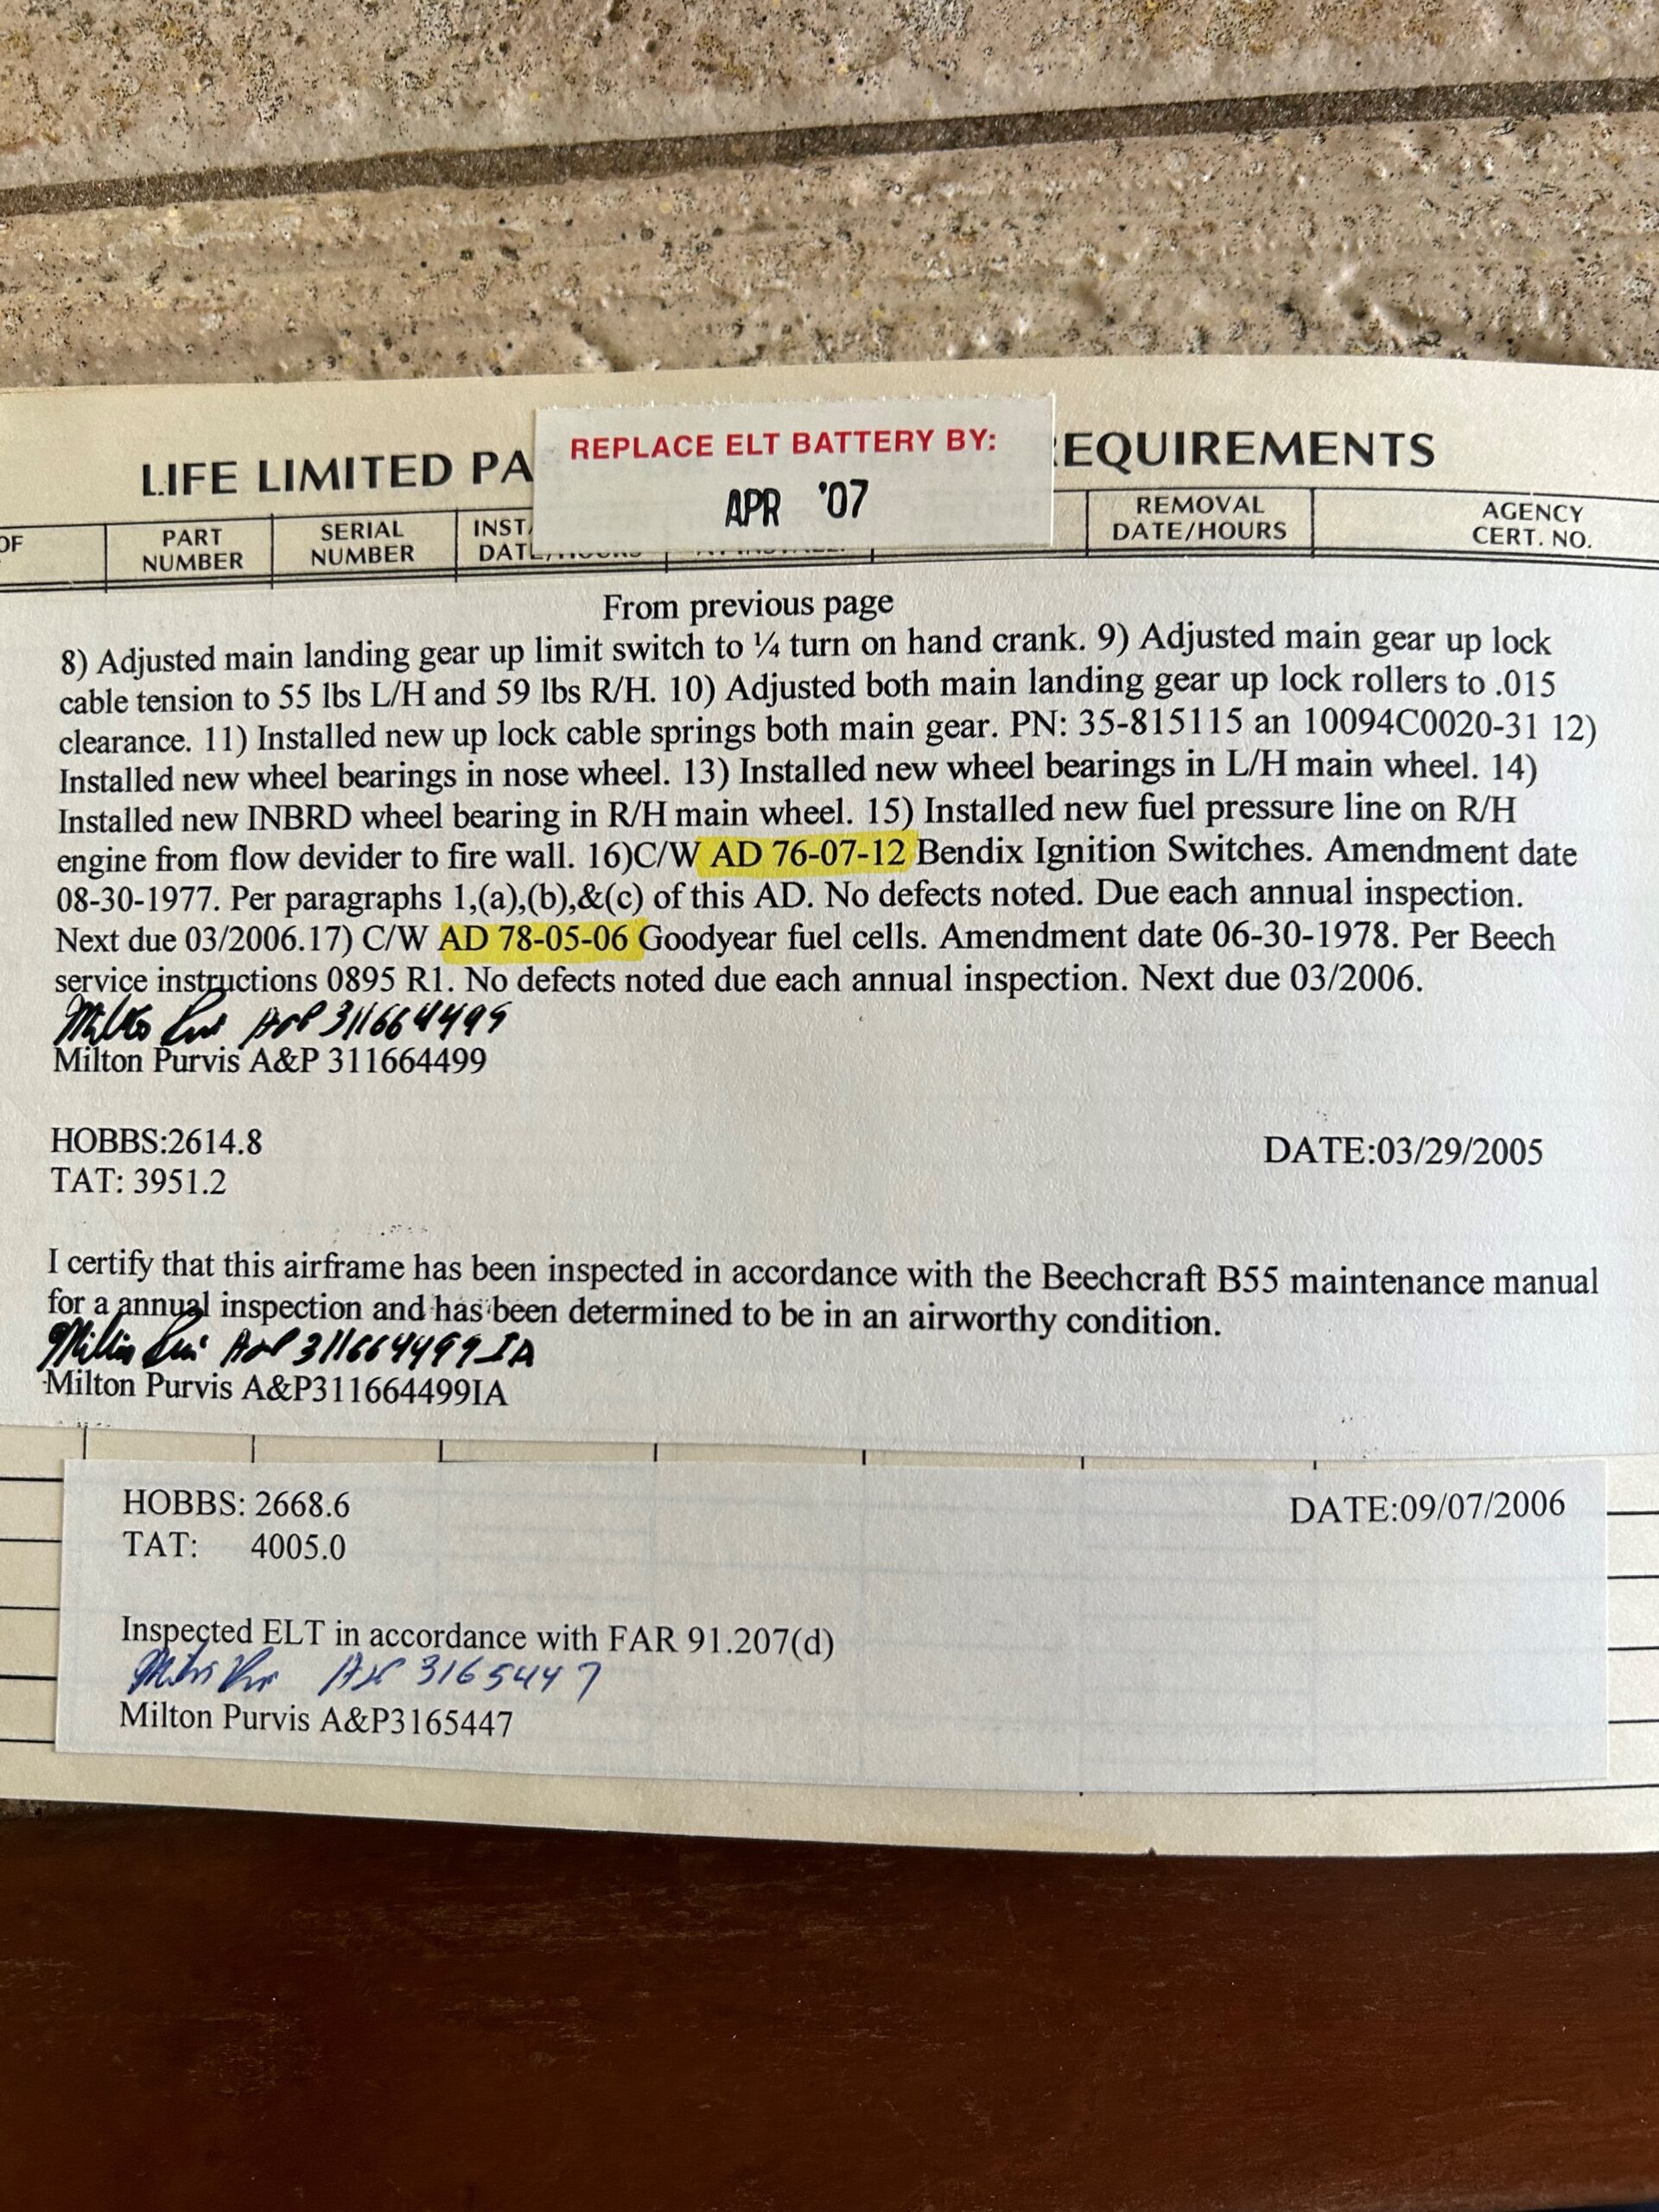 LIFE LIMITED PA
REPLACE ELT BATTERY BY:
APR '07
EQUIREMENTS
OF
PART
NUMBER
SERIAL
NUMBER
REMOVAL
DATE/HOURS
AGENCY
CERT. NO.
From previous page
8) Adjusted main landing gear up limit switch to ¼ turn on hand crank. 9) Adjusted main gear up lock
cable tension to 55 lbs L/H and 59 lbs R/H. 10) Adjusted both main landing gear up lock rollers to .015
clearance. 11) Installed new up lock cable springs both main gear. PN: 35-815115 an 10094C0020-31 12)
Installed new wheel bearings in nose wheel. 13) Installed new wheel bearings in L/H main wheel. 14)
Installed new INBRD wheel bearing in R/H main wheel. 15) Installed new fuel pressure line on R/H
engine from flow devider to fire wall. 16)C/W AD 76-07-12 Bendix Ignition Switches. Amendment date
08-30-1977. Per paragraphs 1,(a),(b),&(c) of this AD. No defects noted. Due each annual inspection.
Next due 03/2006.17) C/W AD 78-05-06 Goodyear fuel cells. Amendment date 06-30-1978. Per Beech
service instructions 0895 R1. No defects noted due each annual inspection. Next due 03/2006.
A&P 311664499
Milton Purvis A&P 311664499
HOBBS:2614.8
DATE:03/29/2005
TAT: 3951.2
I certify that this airframe has been inspected in accordance with the Beechcraft B55 maintenance manual
for a annual inspection and has been determined to be in an airworthy condition.
A&P 311664499 IA
Milton Purvis A&P311664499IA
HOBBS: 2668.6
DATE:09/07/2006
TAT: 4005.0
Inspected ELT in accordance with FAR 91.207(d)
A&P 3165447
Milton Purvis A&P3165447